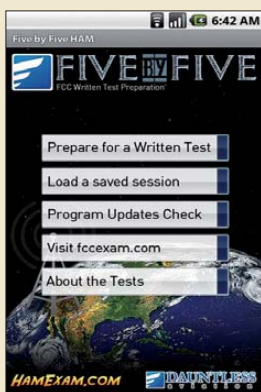 6:42 AM
Five by Five HAM
FIVE BY FIVE
FCC Written Test Preparation
Prepare for a Written Test
Load a saved session
Program Updates Check
Visit fccexam.com
About the Tests
HAMEXAM.COM
DAUNTLESS
aviation